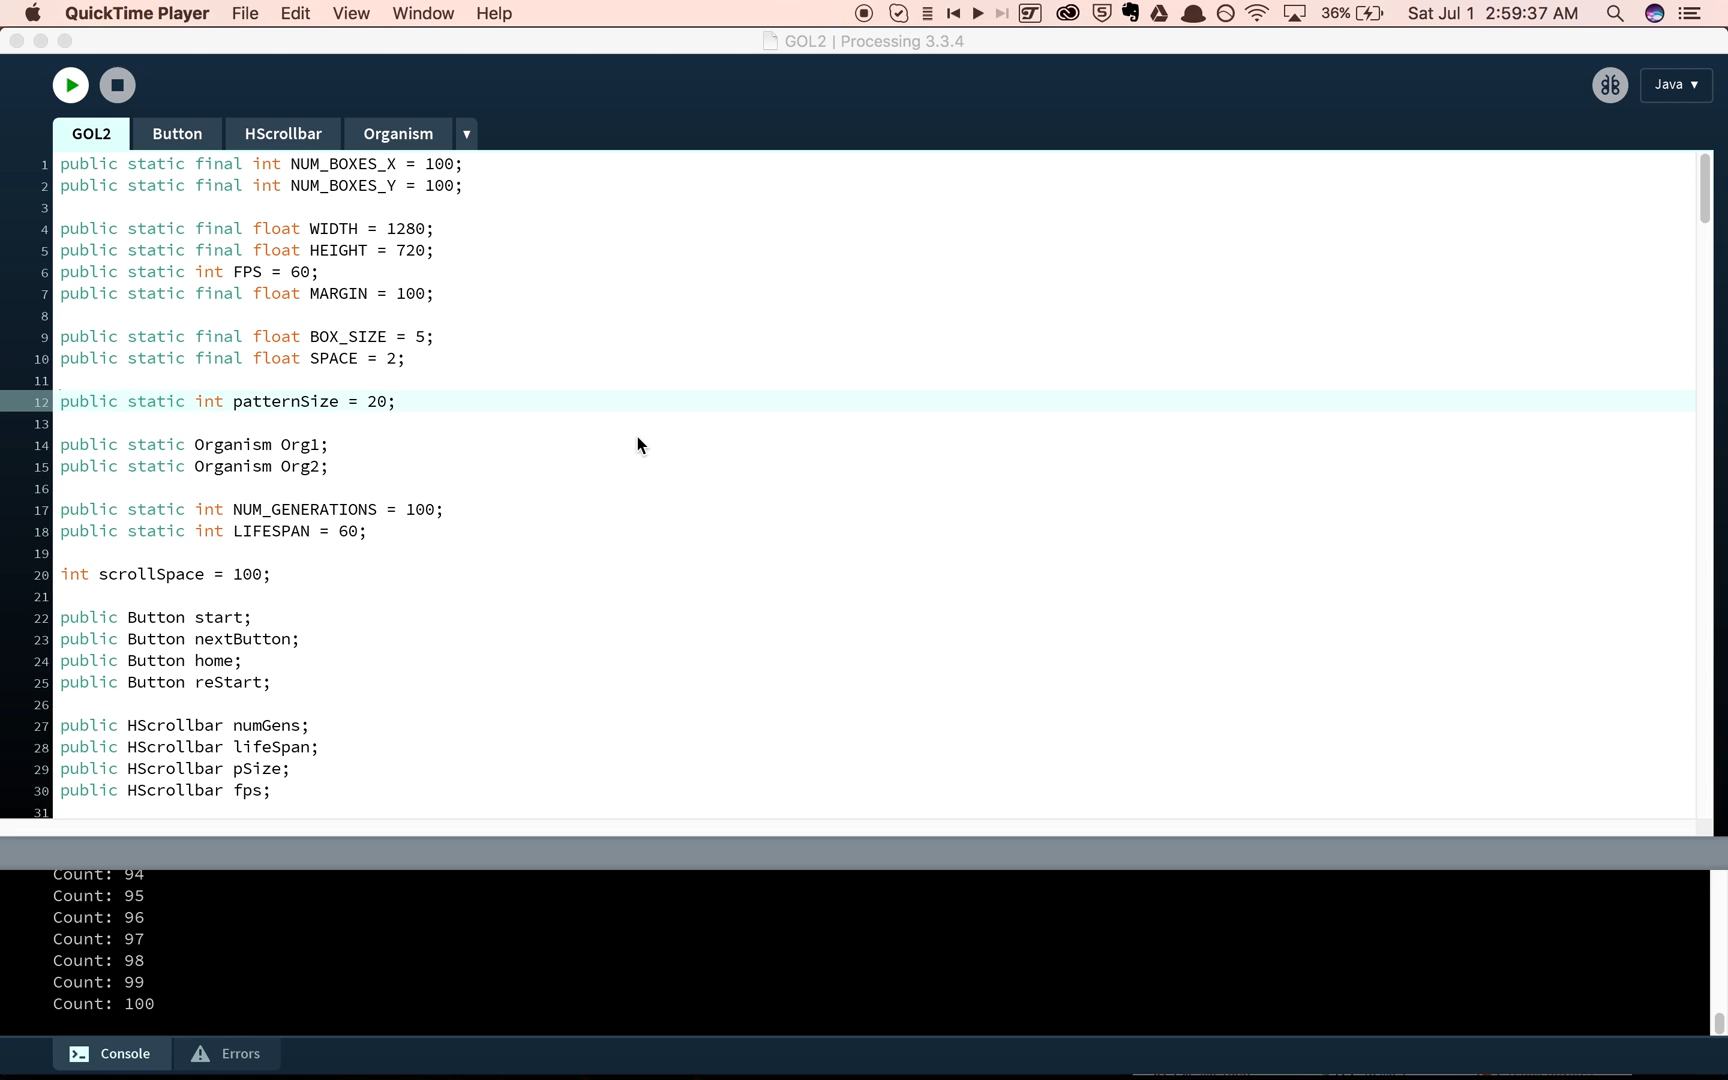 QuickTime Player File Edit View Window Help 36% Sat Jul 1 2:59:37 AM
GOL2 | Processing 3.3.4
Java ▼
GOL2 Button HScrollbar Organism ▼
1 public static final int NUM_BOXES_X = 100;
2 public static final int NUM_BOXES_Y = 100;
3
4 public static final float WIDTH = 1280;
5 public static final float HEIGHT = 720;
6 public static int FPS = 60;
7 public static final float MARGIN = 100;
8
9 public static final float BOX_SIZE = 5;
10 public static final float SPACE = 2;
11
12 public static int patternSize = 20;
13
14 public static Organism Org1;
15 public static Organism Org2;
16
17 public static int NUM_GENERATIONS = 100;
18 public static int LIFESPAN = 60;
19
20 int scrollSpace = 100;
21
22 public Button start;
23 public Button nextButton;
24 public Button home;
25 public Button reStart;
26
27 public HScrollbar numGens;
28 public HScrollbar lifeSpan;
29 public HScrollbar pSize;
30 public HScrollbar fps;
31
Count: 94
Count: 95
Count: 96
Count: 97
Count: 98
Count: 99
Count: 100
Console Errors